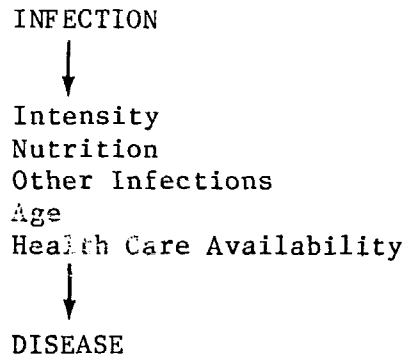 INFECTION
Intensity
Nutrition
Other Infections
Age
Health Care Availability
DISEASE